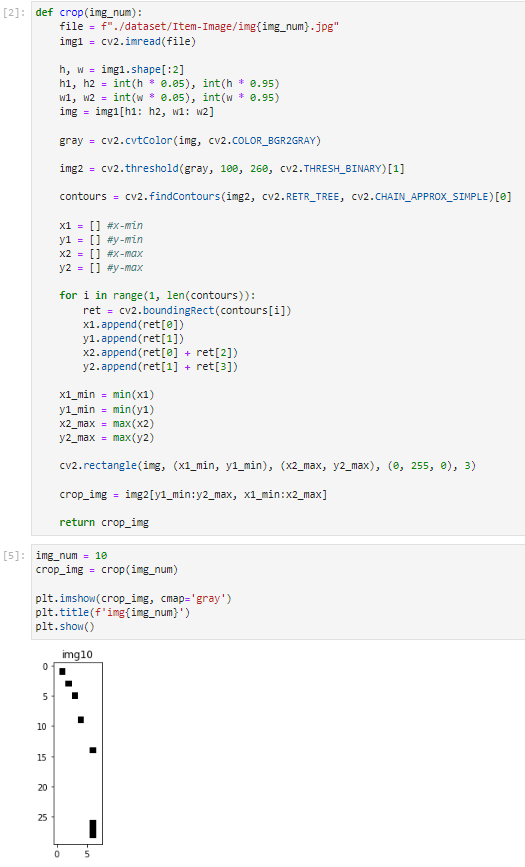 [2]: def crop(img_num):
file = f"./dataset/Item-Image/img{img_num}.jpg"
img1 = cv2.imread(file)
h, w = img1.shape[:2]
h1, h2 = int(h * 0.05), int(h * 0.95)
w1, w2 = int(w * 0.05), int(w * 0.95)
img = img1[h1: h2, w1: w2]
gray = cv2.cvtColor(img, cv2.COLOR_BGR2GRAY)
img2 = cv2.threshold(gray, 100, 260, cv2.THRESH_BINARY)[1]
contours = cv2.findContours(img2, cv2.RETR_TREE, cv2.CHAIN_APPROX_SIMPLE)[0]
x1 = [] #x-min
y1 = [] #y-min
x2 = [] #x-max
y2 = [] #y-max
for i in range(1, len(contours)):
ret = cv2.boundingRect(contours[i])
x1.append(ret[0])
y1.append(ret[1])
x2.append(ret[0] + ret[2])
y2.append(ret[1] + ret[3])
x1_min = min(x1)
y1_min = min(y1)
x2_max = max(x2)
y2_max = max(y2)
cv2.rectangle(img, (x1_min, y1_min), (x2_max, y2_max), (0, 255, 0), 3)
crop_img = img2[y1_min:y2_max, x1_min:x2_max]
return crop_img
[5]: img_num = 10
crop_img = crop(img_num)
plt.imshow(crop_img, cmap='gray')
plt.title(f'img{img_num}')
plt.show()
img10
0
5
10
15
20
25
0 5